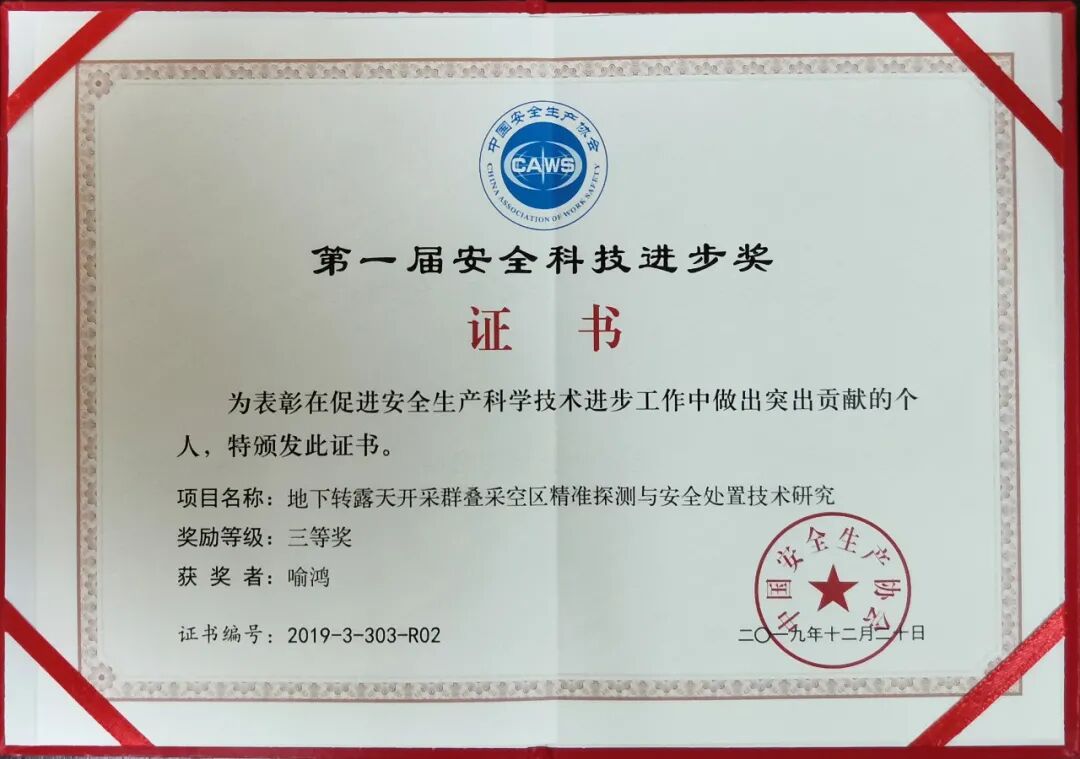 中国安全生产协会
CAWS
CHINA ASSOCIATION OF WORK SAFETY
第一届安全科技进步奖
证 书
为表彰在促进安全生产科学技术进步工作中做出突出贡献的个
人，特颁发此证书。
项目名称：地下转露天开采群叠采空区精准探测与安全处置技术研究
奖励等级：三等奖
获 奖 者：喻鸿
中国安全生产协会
证书编号：2019-3-303-R02
二〇一九年十二月二十日